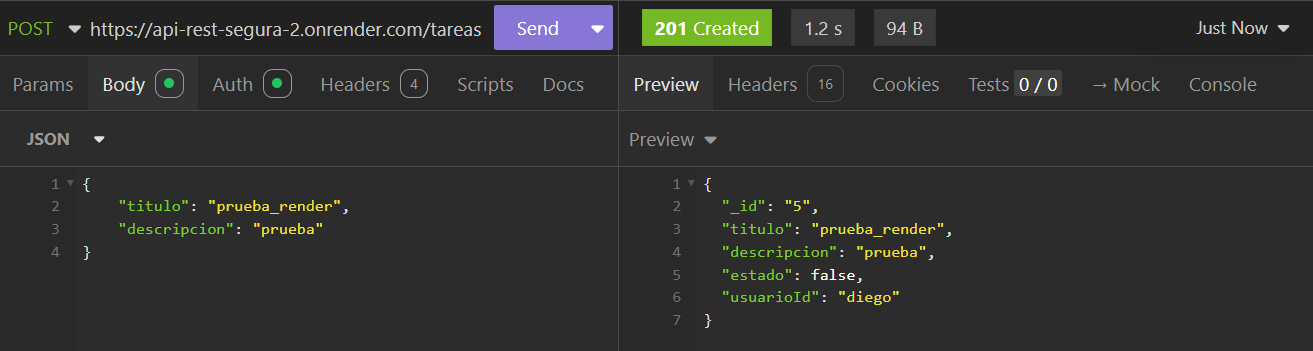 POST https://api-rest-segura-2.onrender.com/tareas Send 201 Created 1.2 s 94 B Just Now
Params Body Auth Headers 4 Scripts Docs Preview Headers 16 Cookies Tests 0 / 0 → Mock Console
JSON Preview
1 {
2 "titulo": "prueba_render",
3 "descripcion": "prueba"
4 }
1 {
2 "_id": "5",
3 "titulo": "prueba_render",
4 "descripcion": "prueba",
5 "estado": false,
6 "usuarioId": "diego"
7 }